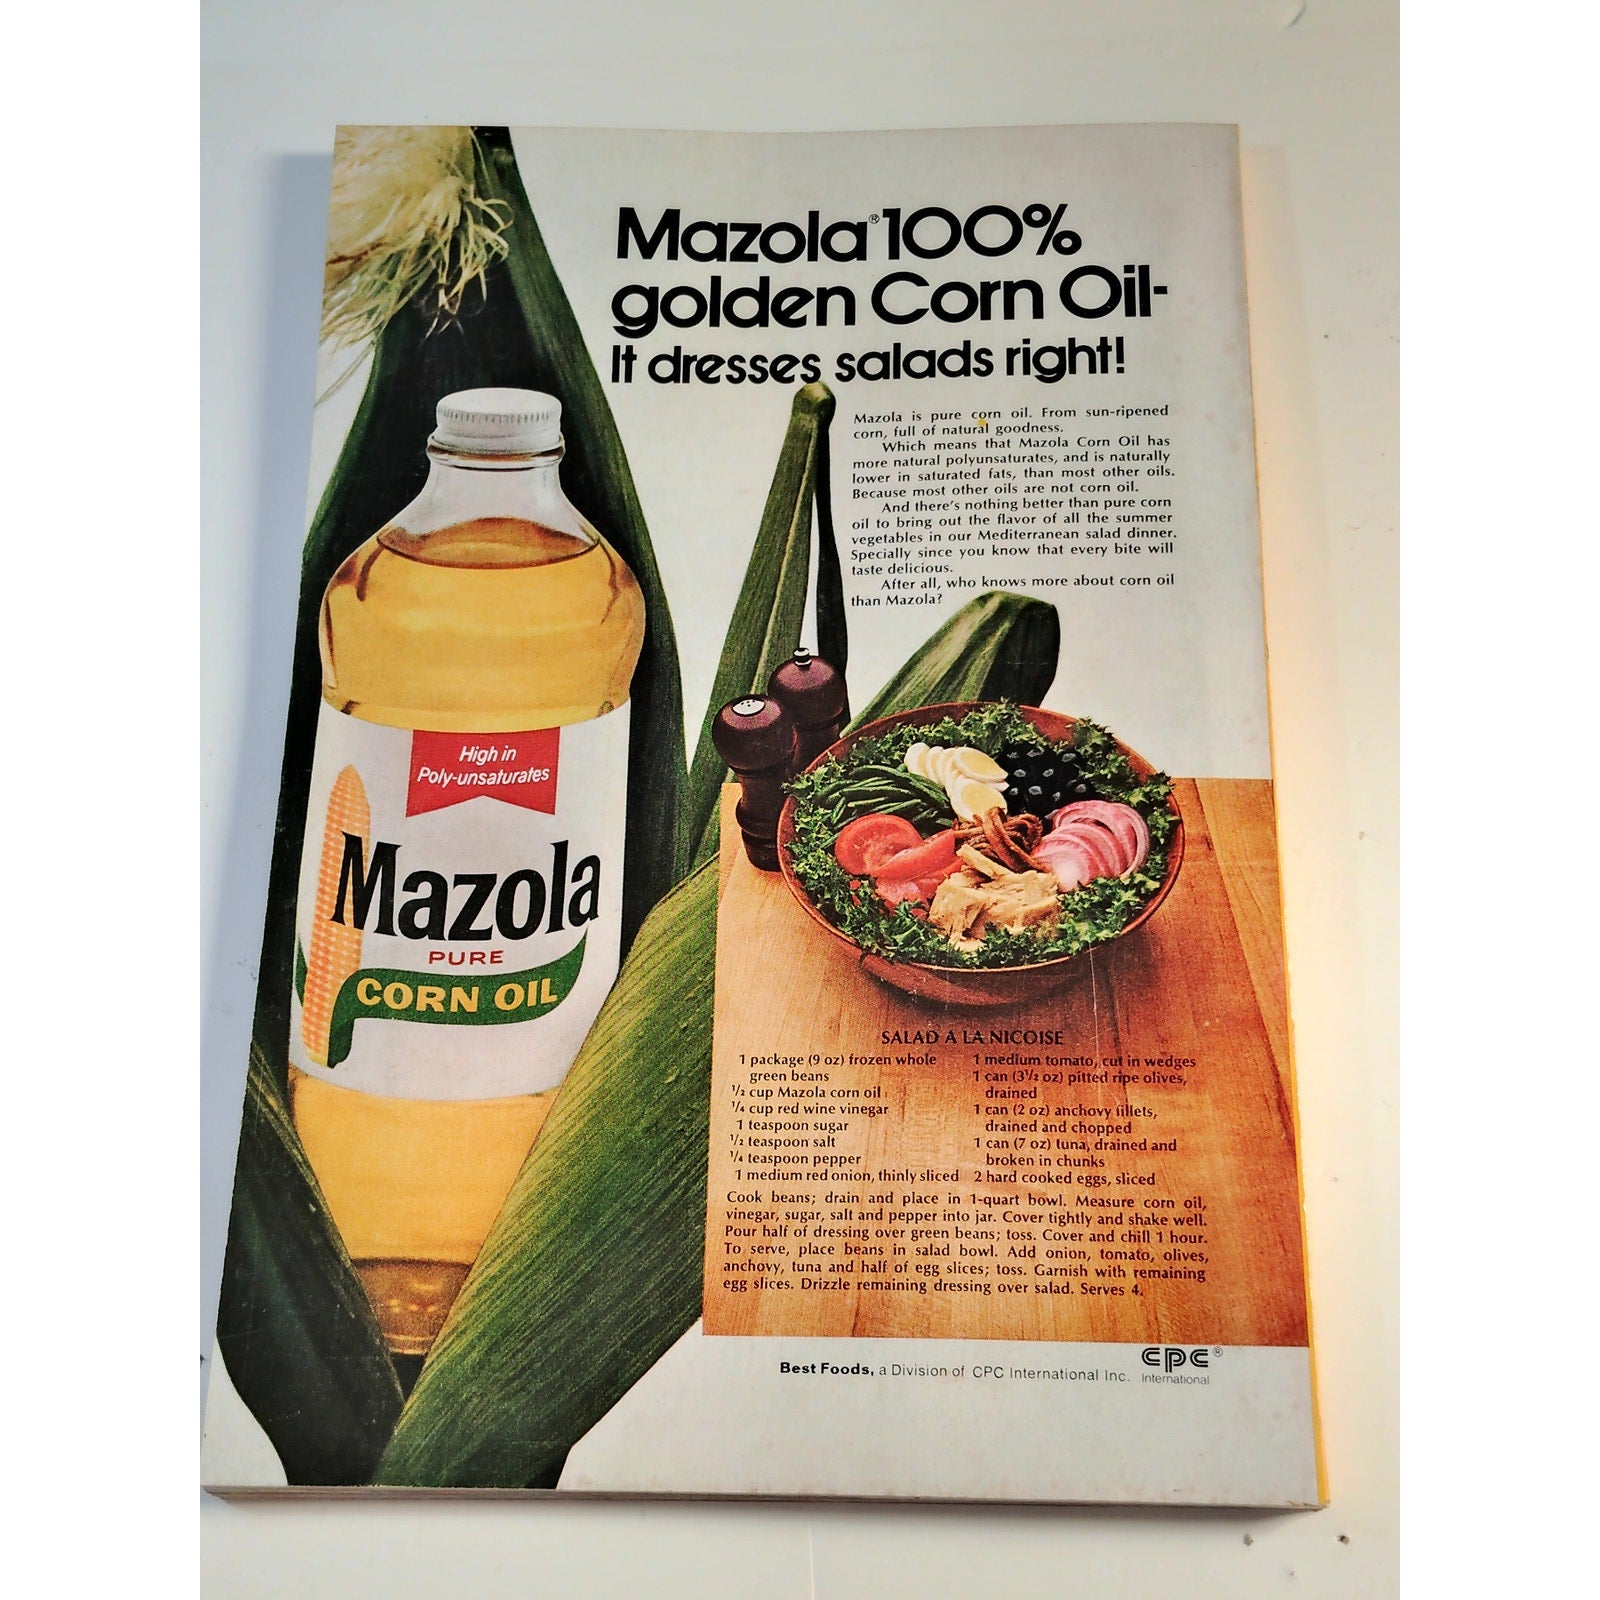 Mazola® 100%
golden Corn Oil-
It dresses salads right!
Mazola is pure corn oil. From sun-ripened
corn, full of natural goodness.
Which means that Mazola Corn Oil has
more natural polyunsaturates, and is naturally
lower in saturated fats, than most other oils.
Because most other oils are not corn oil.
And there's nothing better than pure corn
oil to bring out the flavor of all the summer
vegetables in our Mediterranean salad dinner.
Specially since you know that every bite will
taste delicious.
After all, who knows more about corn oil
than Mazola?
High in
Poly-unsaturates
Mazola
PURE
CORN OIL
SALAD A LA NICOISE
1 package (9 oz) frozen whole
green beans
1/2 cup Mazola corn oil
1/4 cup red wine vinegar
1 teaspoon sugar
1/2 teaspoon salt
1/4 teaspoon pepper
1 medium red onion, thinly sliced
1 medium tomato, cut in wedges
1 can (3 1/2 oz) pitted ripe olives,
drained
1 can (2 oz) anchovy fillets,
drained and chopped
1 can (7 oz) tuna, drained and
broken in chunks
2 hard cooked eggs, sliced
Cook beans; drain and place in 1-quart bowl. Measure corn oil,
vinegar, sugar, salt and pepper into jar. Cover tightly and shake well.
Pour half of dressing over green beans; toss. Cover and chill 1 hour.
To serve, place beans in salad bowl. Add onion, tomato, olives,
anchovy, tuna and half of egg slices; toss. Garnish with remaining
egg slices. Drizzle remaining dressing over salad. Serves 4.
Best Foods, a Division of CPC International Inc.
CPC®
International